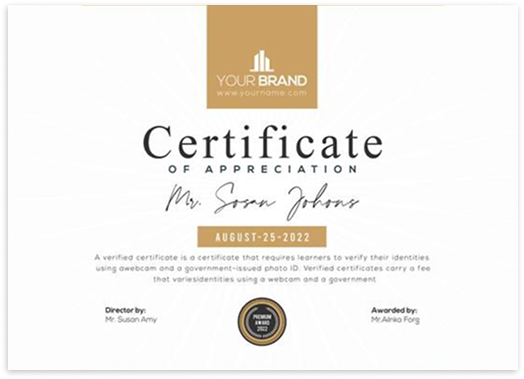 YOUR BRAND
www.yourname.com
Certificate
OF APPRECIATION
Mr. Sosan Johons
AUGUST-25-2022
A verified certificate is a certificate that requires learners to verify their identities
using awebcam and a government-issued photo ID. Verified certificates carry a fee
that variesidentities using a webcam and a government
Director by:
Mr. Susan Amy
PREMIUM
AWARD
2022
Awarded by:
Mr.Alnka Forg